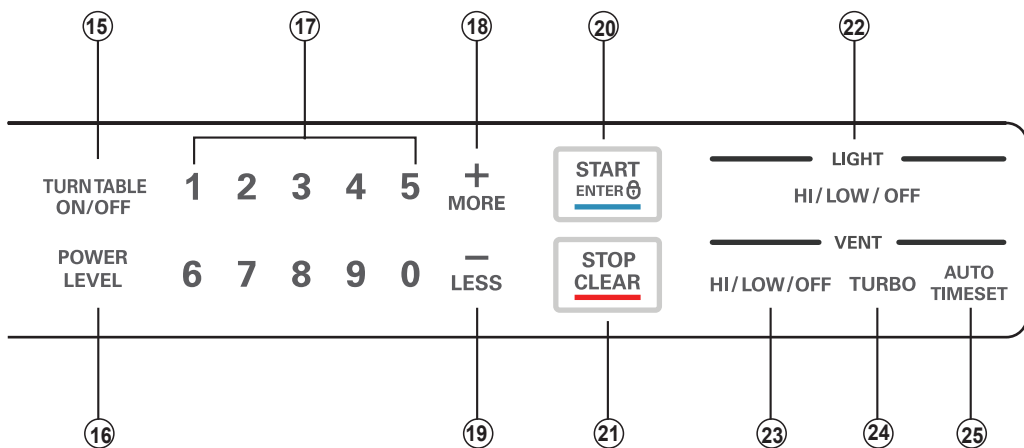 15 17 18 20 22
LIGHT
START
ENTER
TURNTABLE
ON/OFF
1 2 3 4 5
+
MORE
HI/LOW/OFF
VENT
POWER
LEVEL
6 7 8 9 0
−
LESS
STOP
CLEAR
HI/LOW/OFF TURBO
AUTO
TIMESET
16 19 21 23 24 25